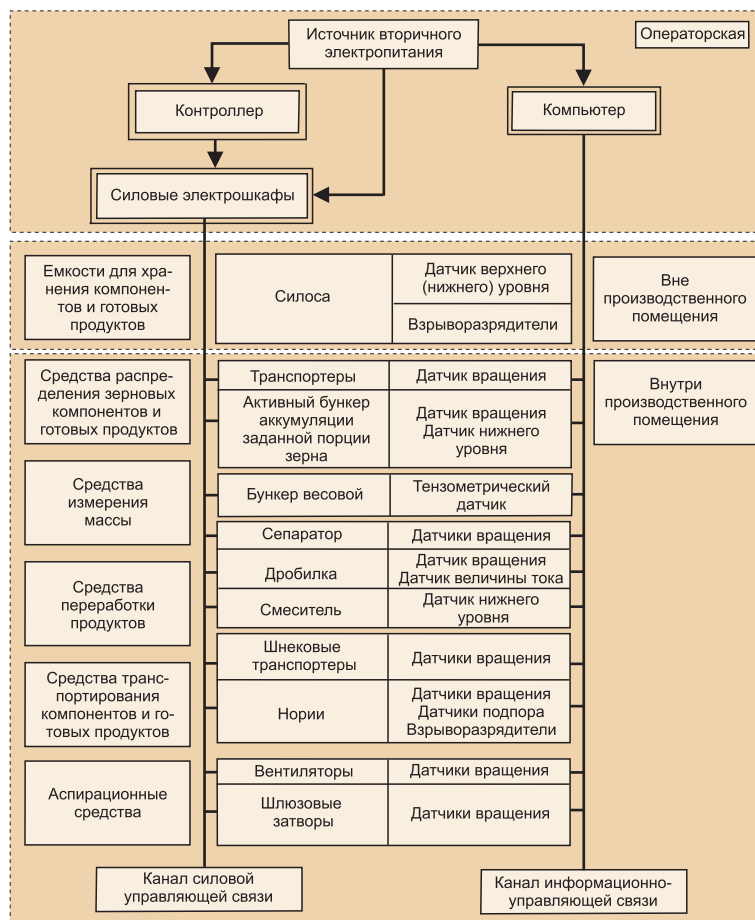 Источник вторичного
электропитания
Операторская
Контроллер
Компьютер
Силовые электрошкафы
Емкости для хра-
нения компонен-
тов и готовых
продуктов
Силоса
Датчик верхнего
(нижнего) уровня
Взрыворазрядители
Вне
производственного
помещения
Средства распре-
деления зерновых
компонентов и
готовых продуктов
Транспортеры
Датчик вращения
Активный бункер
аккумуляции
заданной порции
зерна
Датчик вращения
Датчик нижнего
уровня
Внутри
производственного
помещения
Средства
измерения
массы
Бункер весовой
Тензометрический
датчик
Сепаратор
Датчики вращения
Дробилка
Датчик вращения
Датчик величины тока
Смеситель
Датчик нижнего
уровня
Средства
переработки
продуктов
Шнековые
транспортеры
Датчики вращения
Средства транс-
портирования
компонентов и го-
товых продуктов
Нории
Датчики вращения
Датчики подпора
Взрыворазрядители
Аспирационные
средства
Вентиляторы
Датчики вращения
Шлюзовые
затворы
Датчики вращения
Канал силовой
управляющей связи
Канал информационно-
управляющей связи